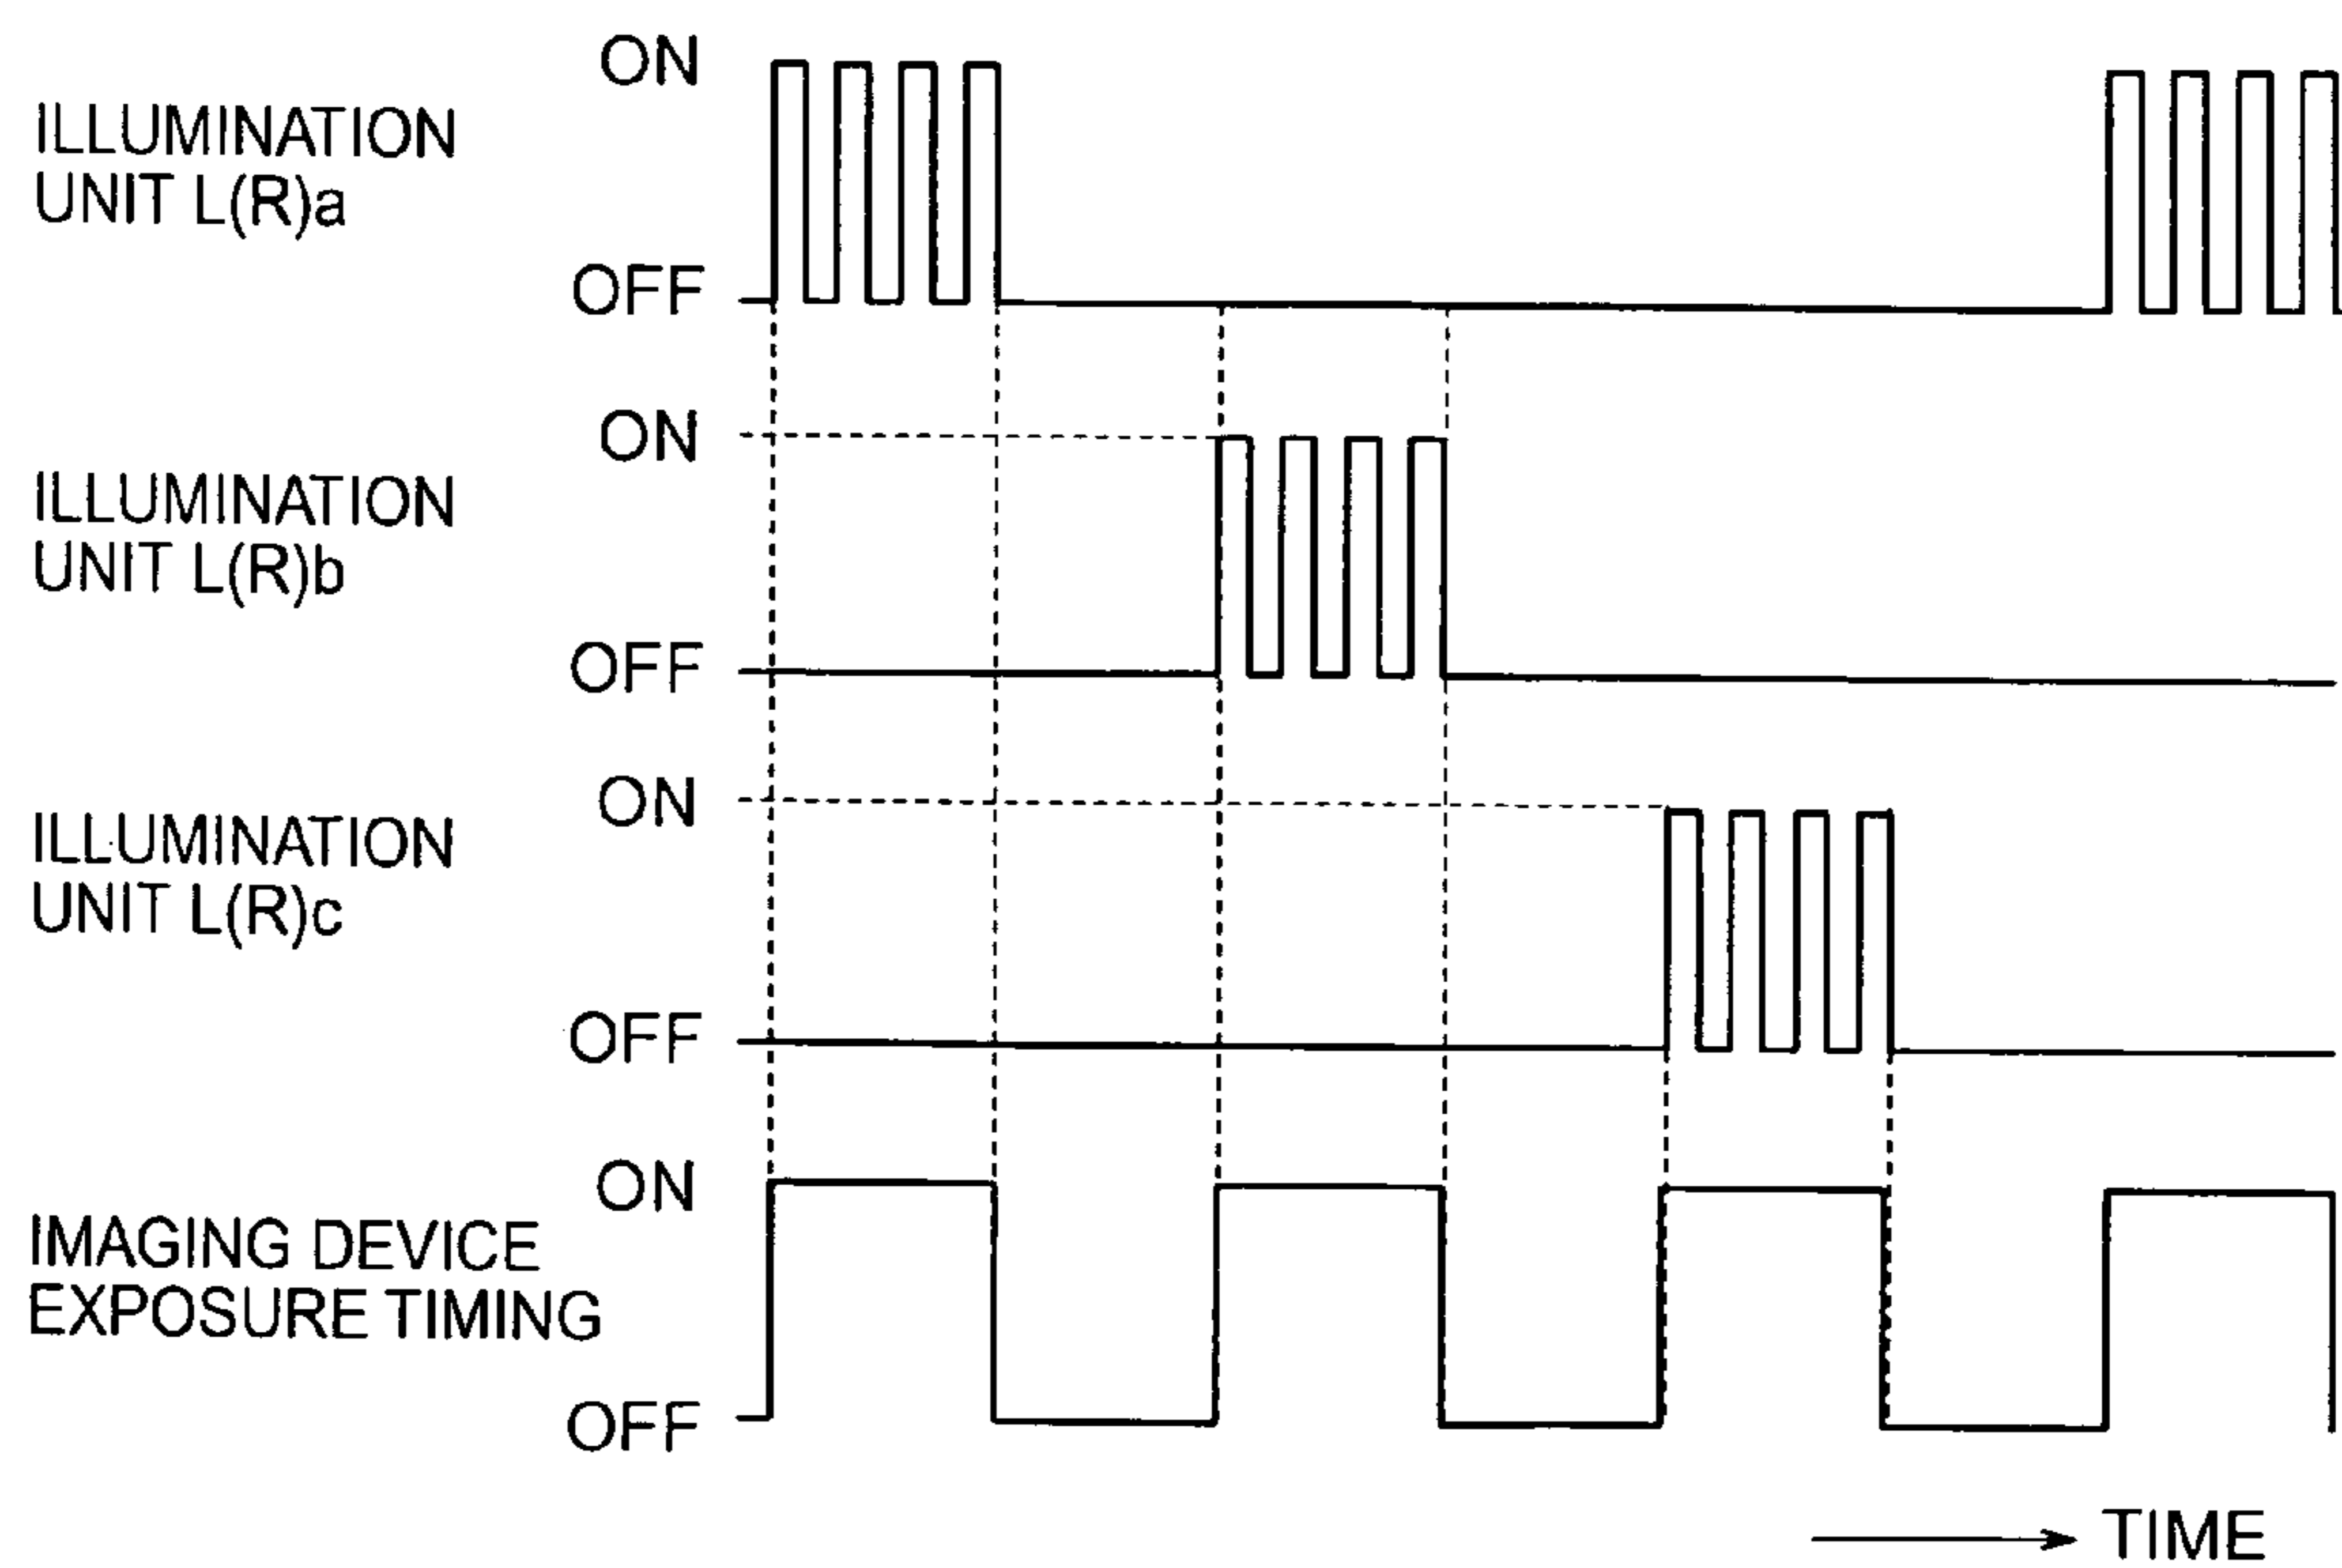 ON
ILLUMINATION
UNIT L(R)a
OFF
ON
ILLUMINATION
UNIT L(R)b
OFF
ON
ILLUMINATION
UNIT L(R)c
OFF
ON
IMAGING DEVICE
EXPOSURE TIMING
OFF
TIME